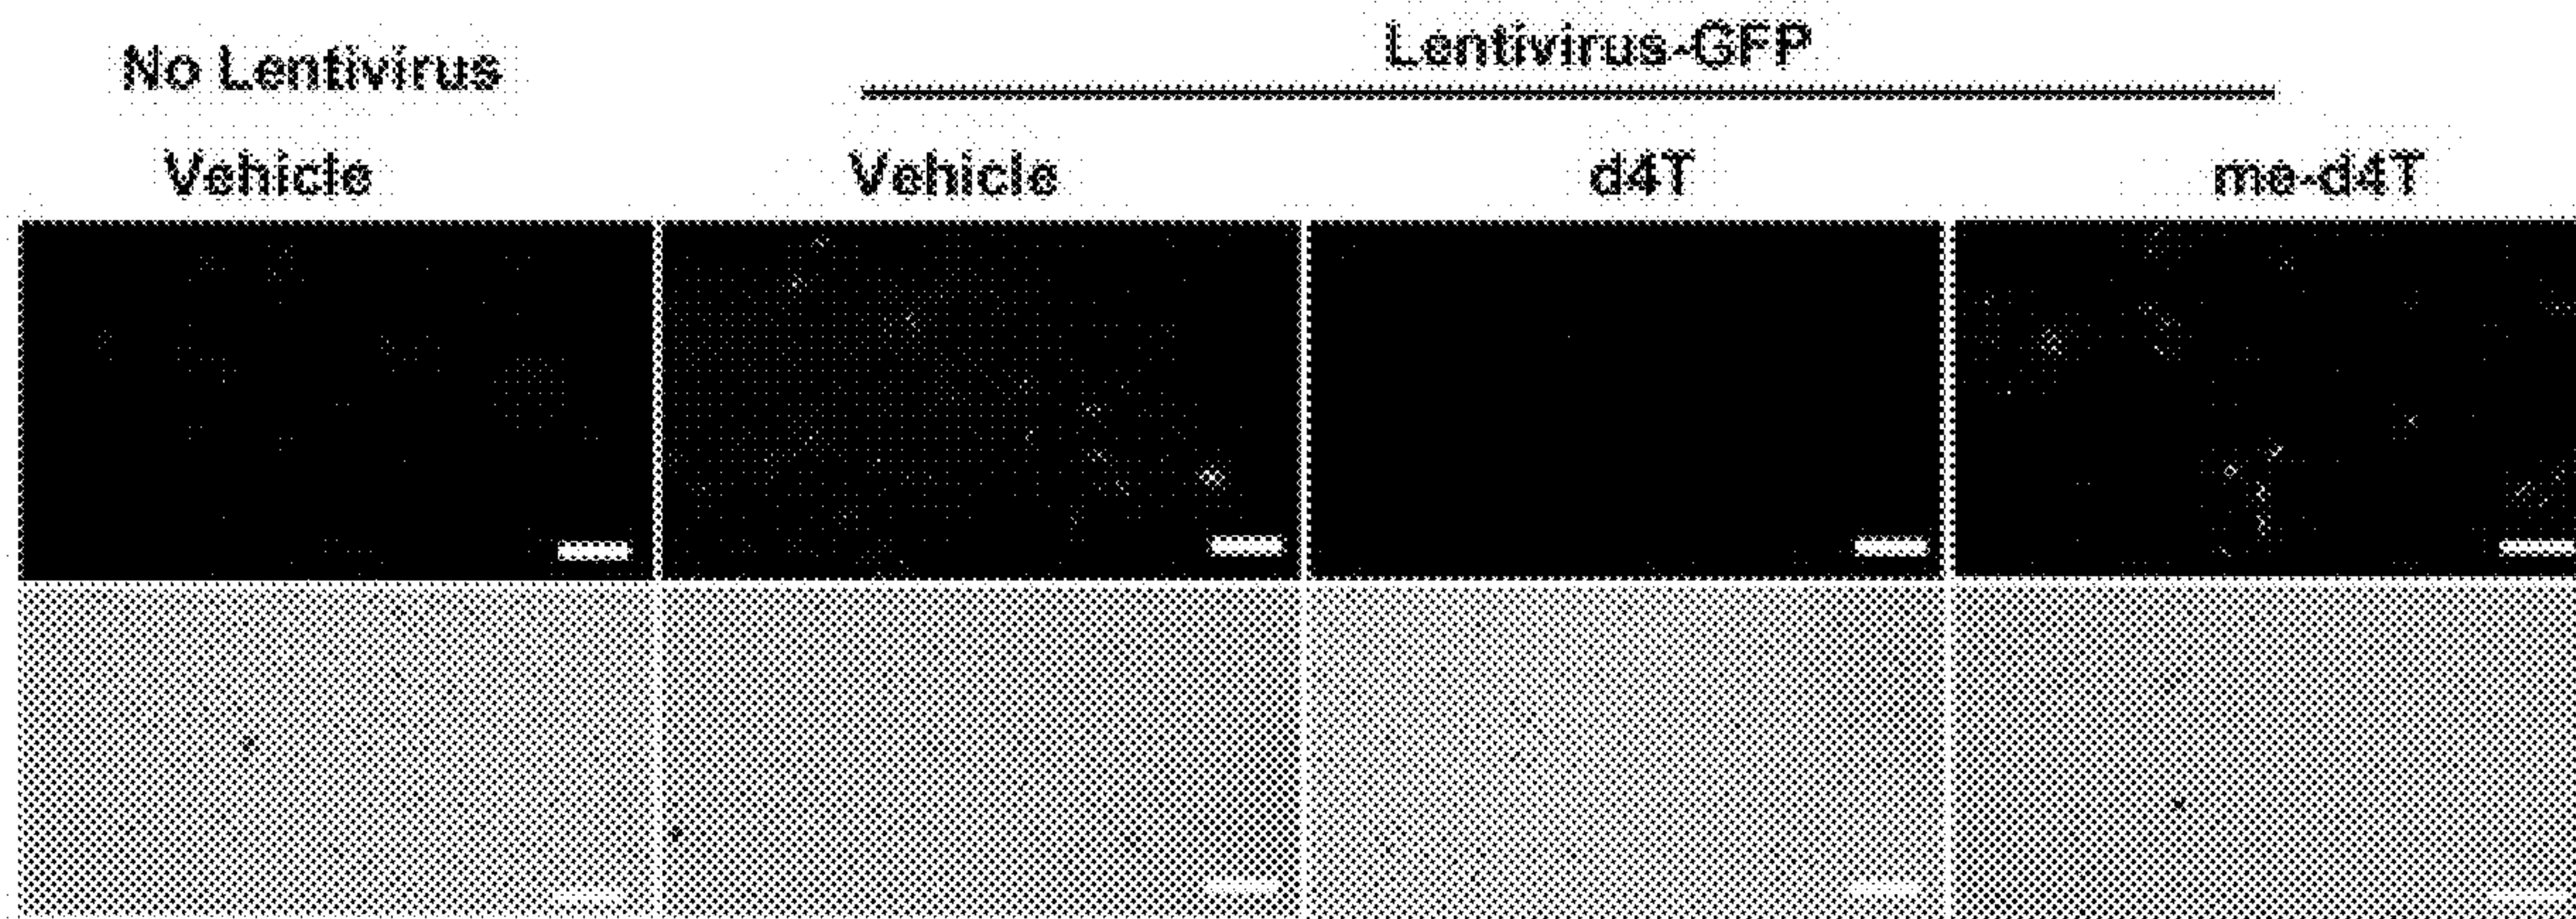 No Lentivirus
Lentivirus-GFP
Vehicle
Vehicle
d4T
me-d4T